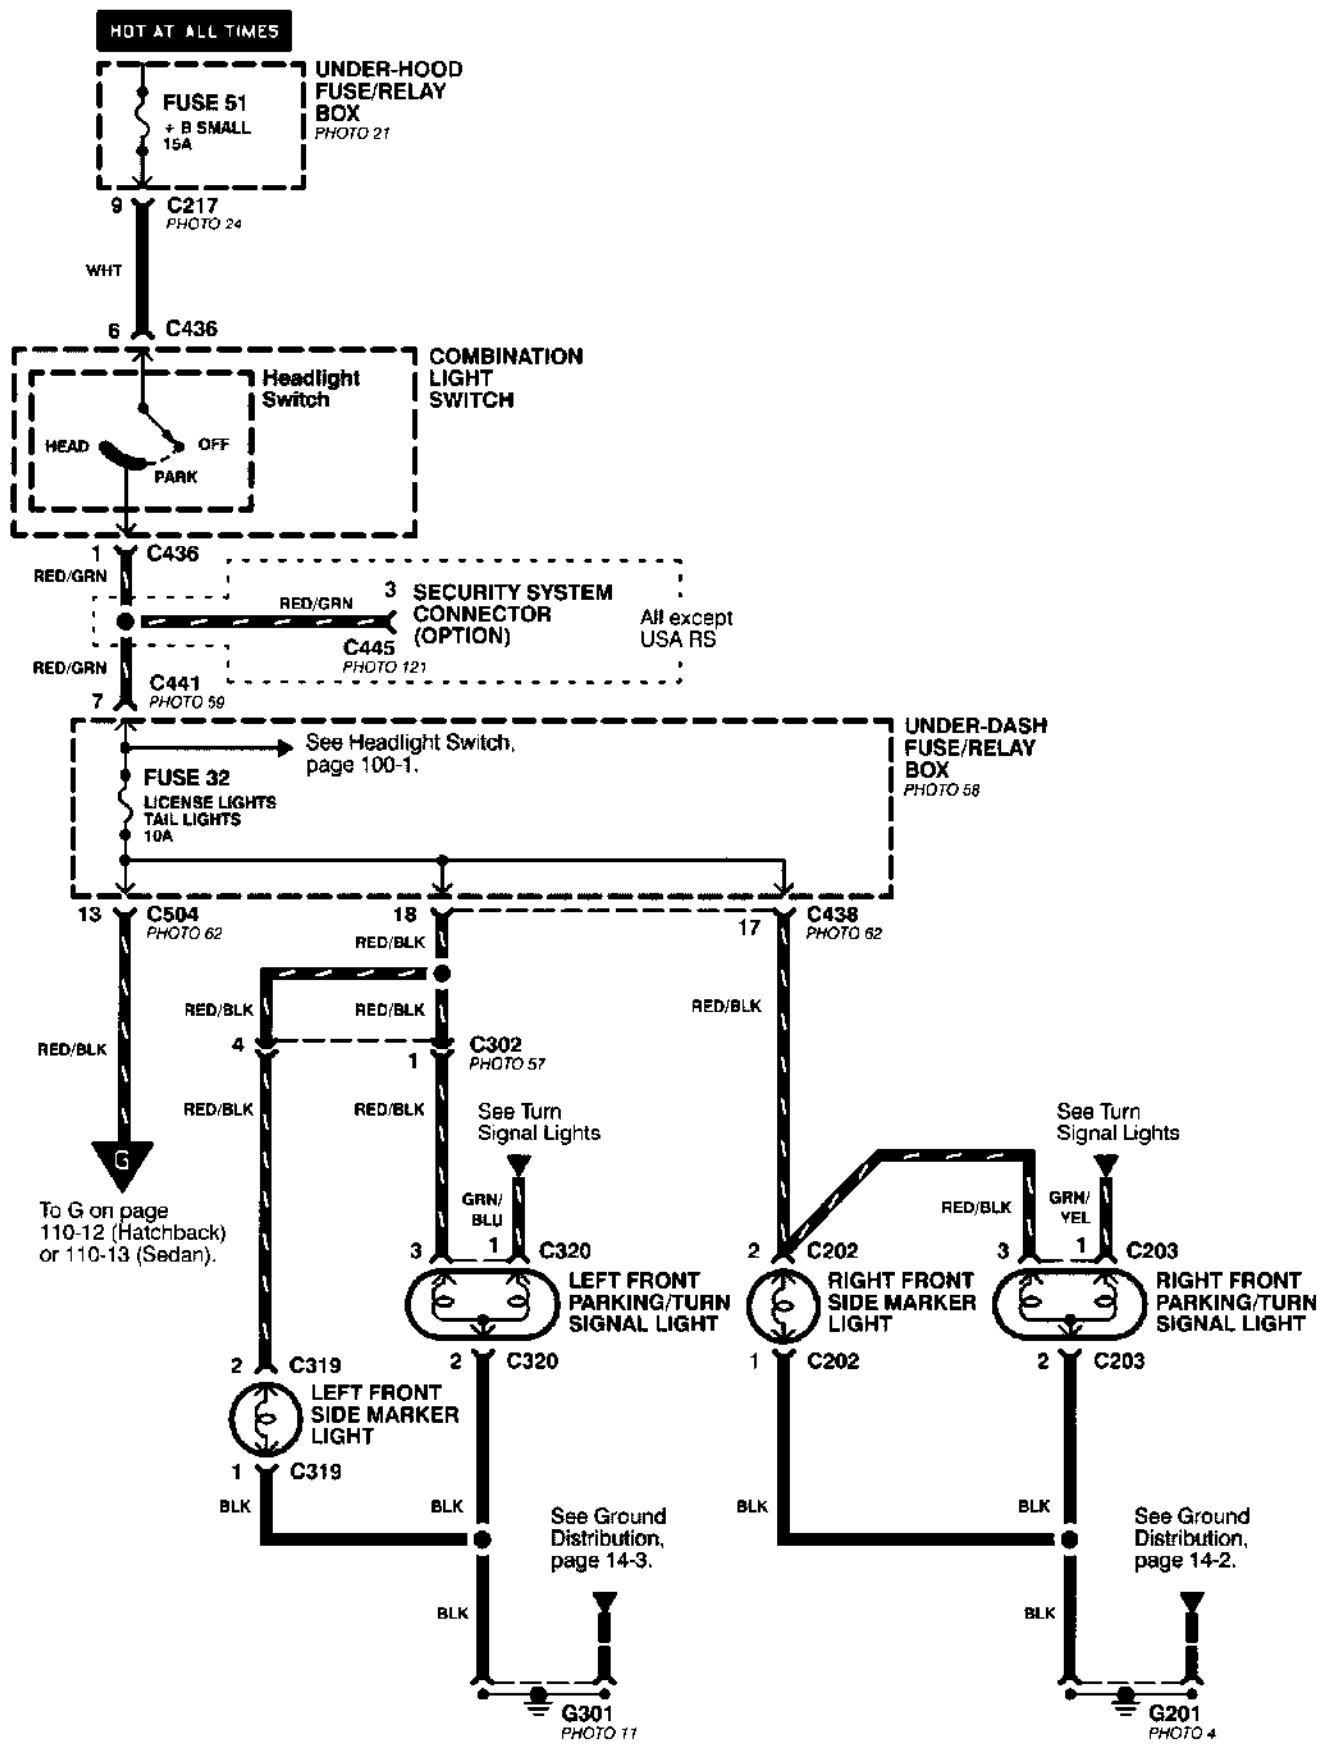 HOT AT ALL TIMES
UNDER-HOOD
FUSE/RELAY
BOX
PHOTO 21
FUSE 51
+ B SMALL
15A
9
C217
PHOTO 24
WHT
6
C436
COMBINATION
LIGHT
SWITCH
Headlight
Switch
HEAD
OFF
PARK
1
C436
RED/GRN
3
SECURITY SYSTEM
CONNECTOR
(OPTION)
RED/GRN
C445
PHOTO 121
All except
USA RS
RED/GRN
C441
PHOTO 59
7
UNDER-DASH
FUSE/RELAY
BOX
PHOTO 58
See Headlight Switch,
page 100-1.
FUSE 32
LICENSE LIGHTS
TAIL LIGHTS
10A
13
C504
PHOTO 62
18
17
C438
PHOTO 62
RED/BLK
RED/BLK
RED/BLK
RED/BLK
RED/BLK
4
1
C302
PHOTO 57
RED/BLK
RED/BLK
See Turn
Signal Lights
See Turn
Signal Lights
G
To G on page
110-12 (Hatchback)
or 110-13 (Sedan).
GRN/
BLU
RED/BLK
GRN/
YEL
3
1
C320
2
C202
3
1
C203
LEFT FRONT
PARKING/TURN
SIGNAL LIGHT
RIGHT FRONT
SIDE MARKER
LIGHT
RIGHT FRONT
PARKING/TURN
SIGNAL LIGHT
2
C320
1
C202
2
C203
2
C319
LEFT FRONT
SIDE MARKER
LIGHT
1
C319
BLK
BLK
BLK
BLK
See Ground
Distribution,
page 14-3.
See Ground
Distribution,
page 14-2.
BLK
BLK
G301
PHOTO 11
G201
PHOTO 4